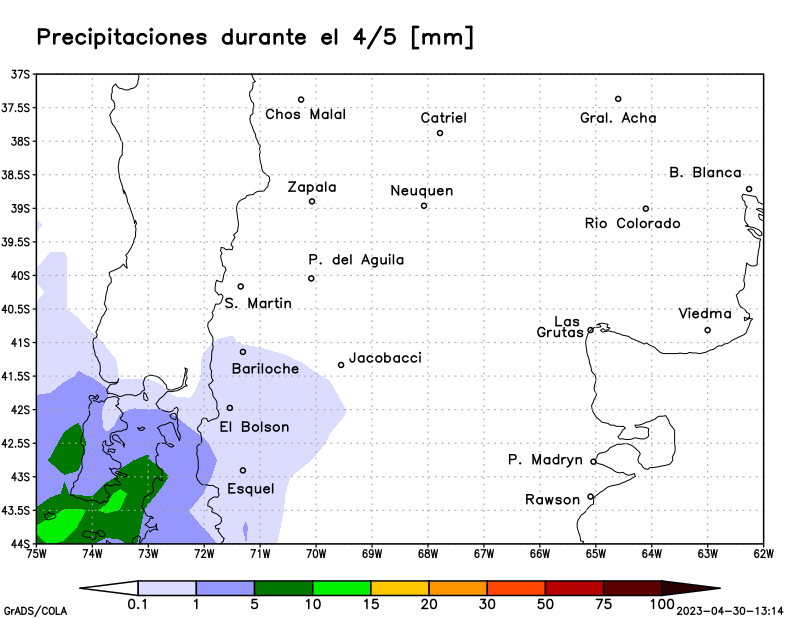 Precipitaciones durante el 4/5 [mm]
37S
37.5S
38S
38.5S
39S
39.5S
40S
40.5S
41S
41.5S
42S
42.5S
43S
43.5S
44S
Chos Malal
Catriel
Gral. Acha
B. Blanca
Zapala
Neuquen
Rio Colorado
P. del Aguila
S. Martin
Las
Grutas
Viedma
Bariloche
Jacobacci
El Bolson
P. Madryn
Esquel
Rawson
75W 74W 73W 72W 71W 70W 69W 68W 67W 66W 65W 64W 63W 62W
0.1 1 5 10 15 20 30 50 75 100
GrADS/COLA
2023-04-30-13:14